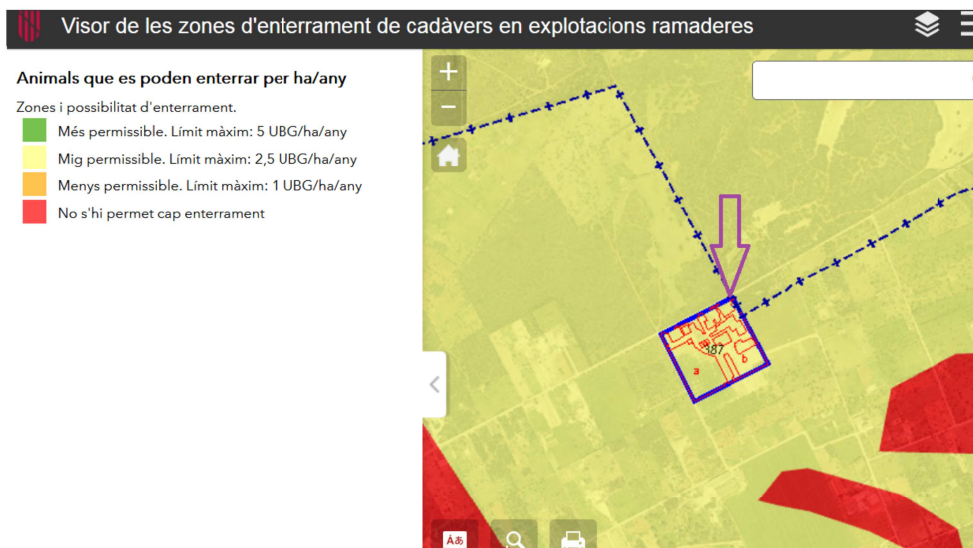 Visor de les zones d'enterrament de cadàvers en explotacions ramaderes
Animals que es poden enterrar per ha/any
Zones i possibilitat d'enterrament.
Més permissible. Límit màxim: 5 UBG/ha/any
Mig permissible. Límit màxim: 2,5 UBG/ha/any
Menys permissible. Límit màxim: 1 UBG/ha/any
No s'hi permet cap enterrament
387
a
b